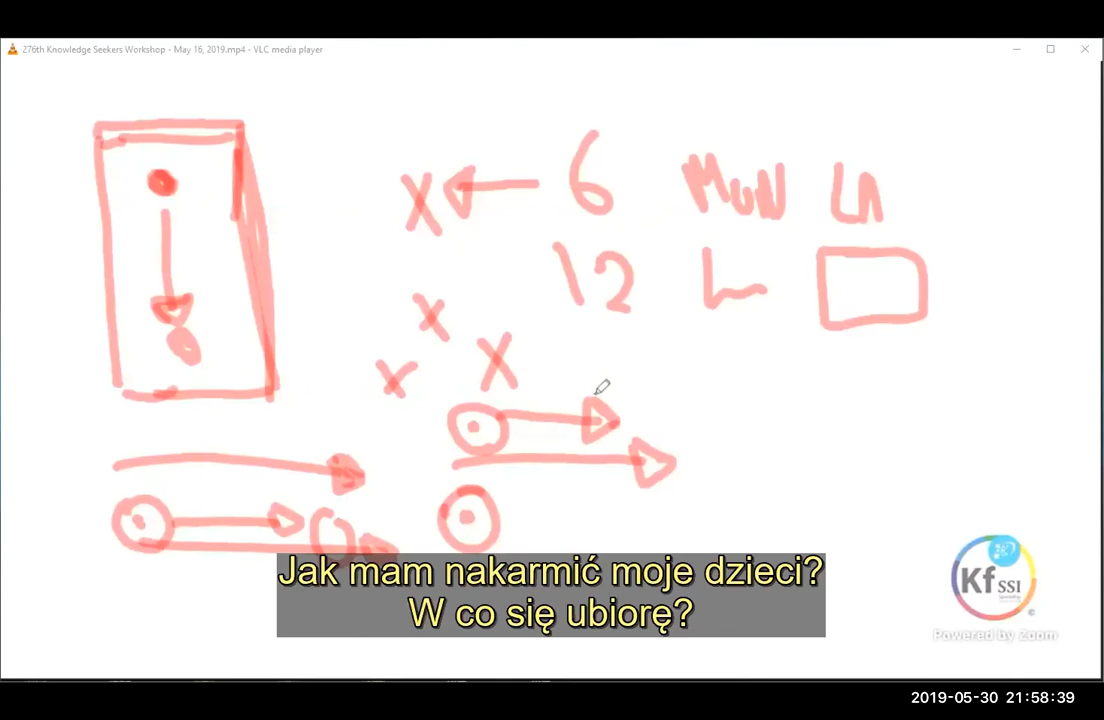 276th Knowledge Seekers Workshop - May 16, 2019.mp4 - VLC media player
X 6 MUN
X 12
X X
Jak mam nakarmić moje dzieci?
W co się ubiorę?
Kf SSI
Powered by Zoom
2019-05-30 21:58:39